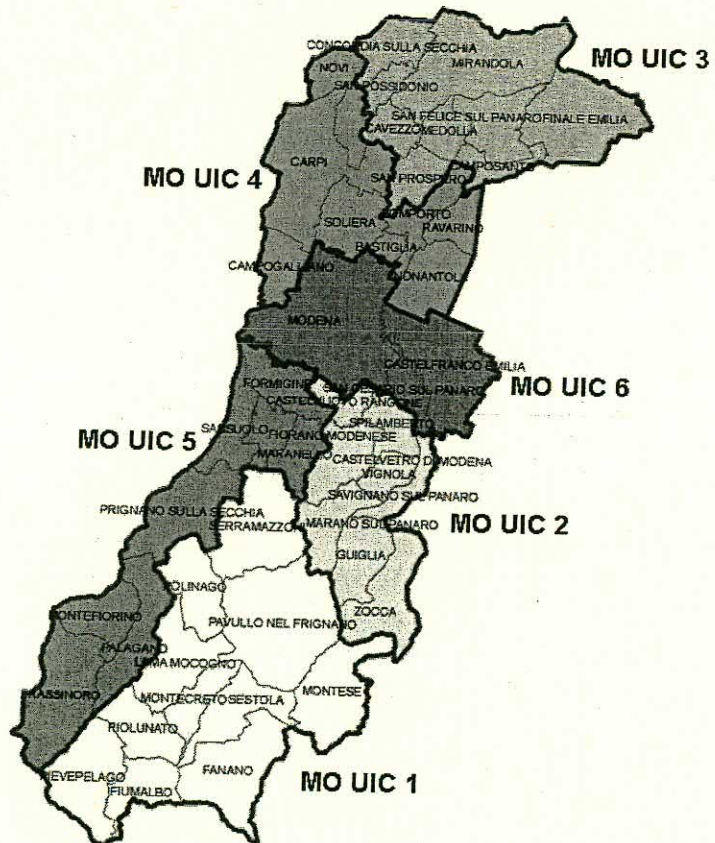 CONCORDIA SULLA SECCHIA
MO UIC 3
MIRANDOLA
NOVI
SAN POSSIDONIO
SAN FELICE SUL PANARO
FINALE EMILIA
CAVEZZO
MEDOLLA
CARPI
CAMPOSANTO
MO UIC 4
SAN PROSPERO
BOMPORTO
SOLIERA
RAVARINO
BASTIGLIA
CAMPOGALLIANO
NONANTOLA
MODENA
CASTELFRANCO EMILIA
FORMIGINE
SAN CESARIO SUL PANARO
MO UIC 6
CASTELNUOVO RANGONE
SPILAMBERTO
SASSUOLO
FIORANO MODENESE
MO UIC 5
MARANELLO
CASTELVETRO DI MODENA
VIGNOLA
SAVIGNANO SUL PANARO
PRIGNANO SULLA SECCHIA
SERRAMAZZONI
MARANO SUL PANARO
MO UIC 2
GUIGLIA
POLINAGO
MONTEFIORINO
PAVULLO NEL FRIGNANO
ZOCCA
PALAGANO
LAMA MOCOGNO
FRASSINORO
MONTECRETO
SESTOLA
MONTESE
RIOLUNATO
PIEVEPELAGO
FANANO
MO UIC 1
FIUMALBO